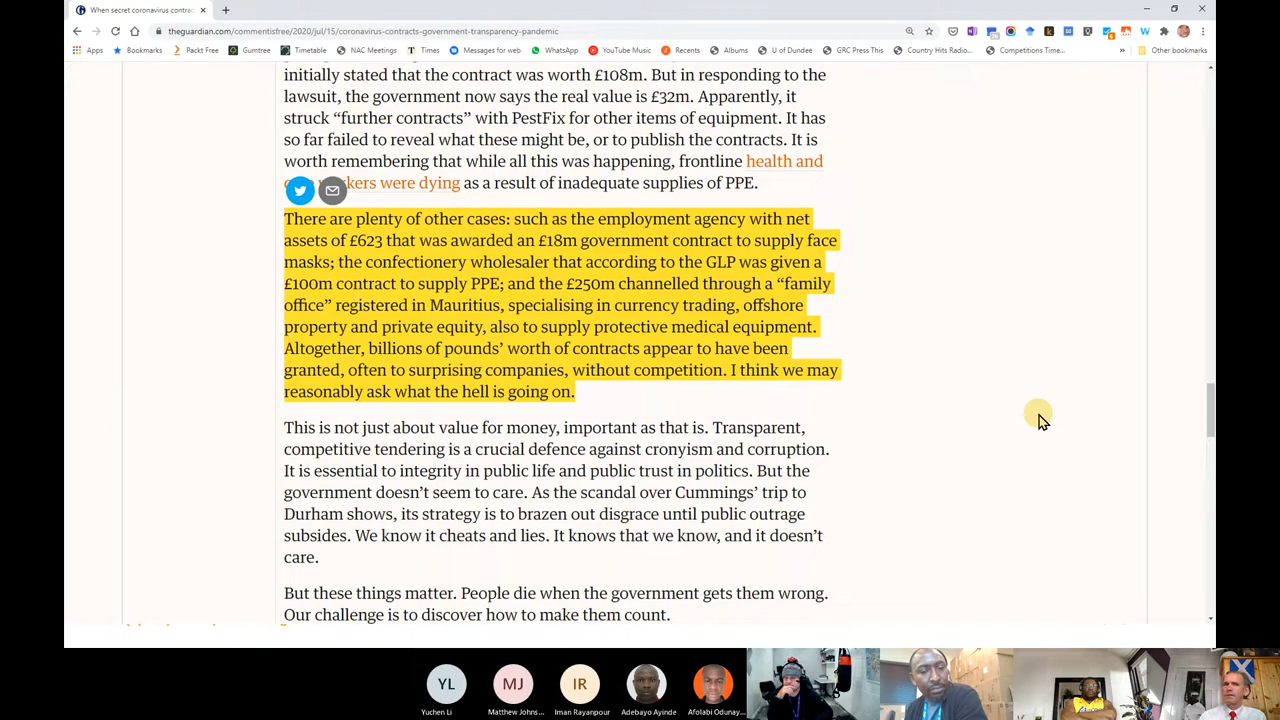 When secret coronavirus contrac
theguardian.com/commentisfree/2020/jul/15/coronavirus-contracts-government-transparency-pandemic
Apps Bookmarks Packt Free Gumtree Timetable NAC Meetings Times Messages for web WhatsApp YouTube Music Recents Albums U of Dundee GRC Press This Country Hits Radio... Competitions Time... Other bookmarks
initially stated that the contract was worth £108m. But in responding to the
lawsuit, the government now says the real value is £32m. Apparently, it
struck “further contracts” with PestFix for other items of equipment. It has
so far failed to reveal what these might be, or to publish the contracts. It is
worth remembering that while all this was happening, frontline health and
kers were dying as a result of inadequate supplies of PPE.
There are plenty of other cases: such as the employment agency with net
assets of £623 that was awarded an £18m government contract to supply face
masks; the confectionery wholesaler that according to the GLP was given a
£100m contract to supply PPE; and the £250m channelled through a “family
office” registered in Mauritius, specialising in currency trading, offshore
property and private equity, also to supply protective medical equipment.
Altogether, billions of pounds’ worth of contracts appear to have been
granted, often to surprising companies, without competition. I think we may
reasonably ask what the hell is going on.
This is not just about value for money, important as that is. Transparent,
competitive tendering is a crucial defence against cronyism and corruption.
It is essential to integrity in public life and public trust in politics. But the
government doesn’t seem to care. As the scandal over Cummings’ trip to
Durham shows, its strategy is to brazen out disgrace until public outrage
subsides. We know it cheats and lies. It knows that we know, and it doesn’t
care.
But these things matter. People die when the government gets them wrong.
Our challenge is to discover how to make them count.
YL MJ IR
Yuchen Li Matthew Johns... Iman Rayanpour Adebayo Ayinde Afolabi Odunay...